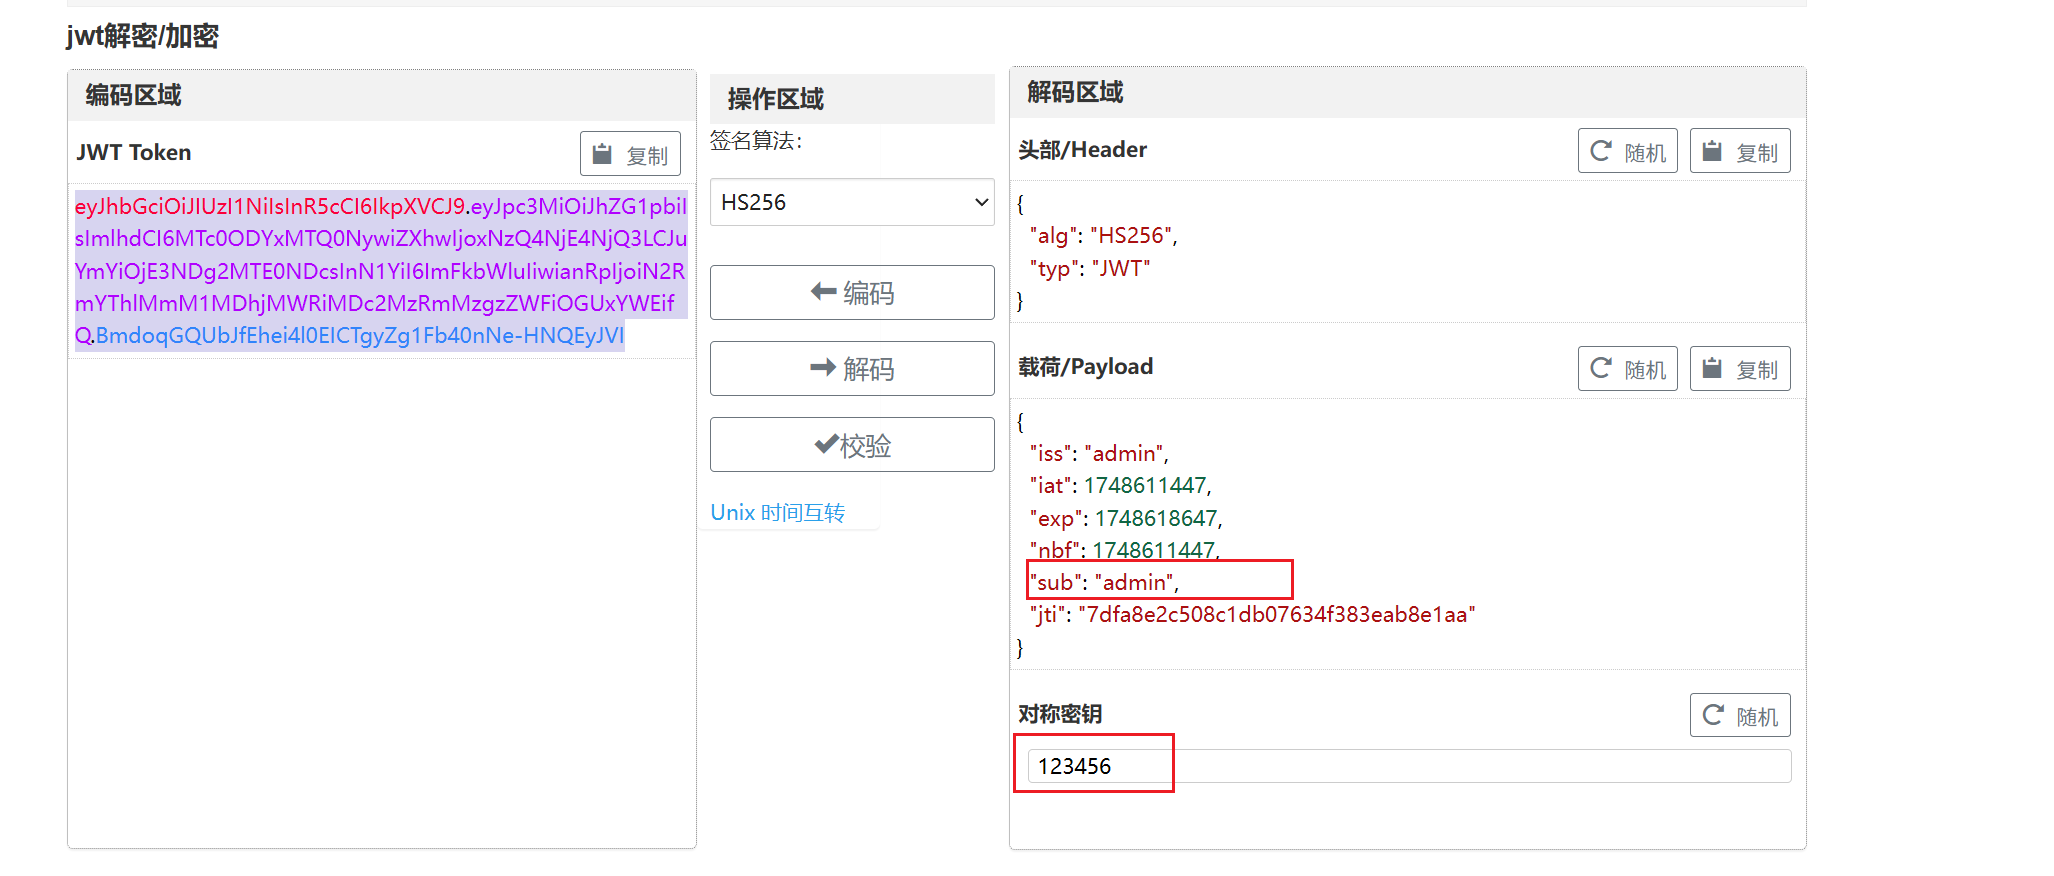 jwt解密/加密
编码区域
JWT Token
复制
eyJhbGciOiJIUzI1NiIsInR5cCI6IkpXVCJ9.eyJpc3MiOiJhZG1pbiI
sImlhdCI6MTc0ODYxMTQ0NywiZXhwIjoxNzQ4NjE4NjQ3LCJu
YmYiOjE3NDg2MTE0NDcsInN1YiI6ImFkbWluIiwianRpIjoiN2R
mYThlMmM1MDhjMWRiMDc2MzRmMzgzZWFiOGUxYWEif
Q.BmdoqGQUbJfEhei4l0EICTgyZg1Fb40nNe-HNQEyJVI
操作区域
签名算法:
HS256
编码
解码
校验
Unix 时间互转
解码区域
头部/Header
随机
复制
{
"alg": "HS256",
"typ": "JWT"
}
载荷/Payload
随机
复制
{
"iss": "admin",
"iat": 1748611447,
"exp": 1748618647,
"nbf": 1748611447,
"sub": "admin",
"jti": "7dfa8e2c508c1db07634f383eab8e1aa"
}
对称密钥
随机
123456